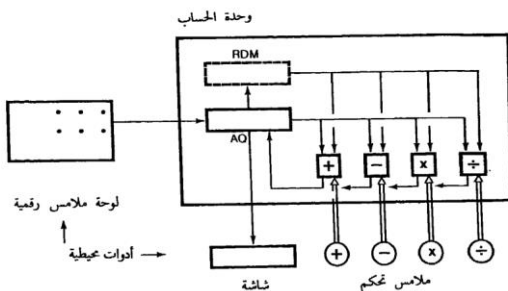 وحدة الحساب
RDM
AO
+ − x ÷
+ − x ÷
لوحة ملامس رقمية
أدوات محيطية
شاشة
ملامس تحكم